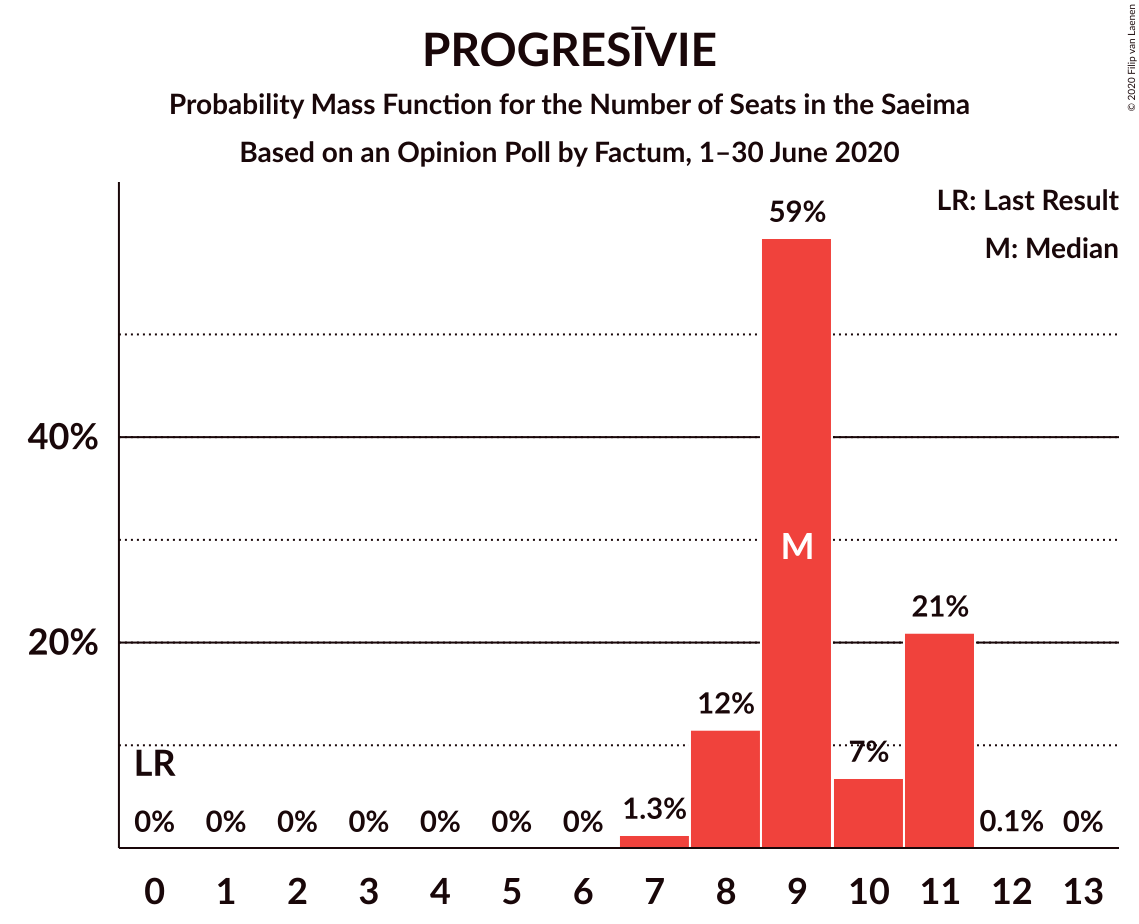 PROGRESĪVIE
Probability Mass Function for the Number of Seats in the Saeima
Based on an Opinion Poll by Factum, 1–30 June 2020
© 2020 Filip van Laenen
LR: Last Result
M: Median
59%
40%
M
21%
20%
12%
LR
7%
0% 0% 0% 0% 0% 0% 0% 1.3% 0.1% 0%
0 1 2 3 4 5 6 7 8 9 10 11 12 13